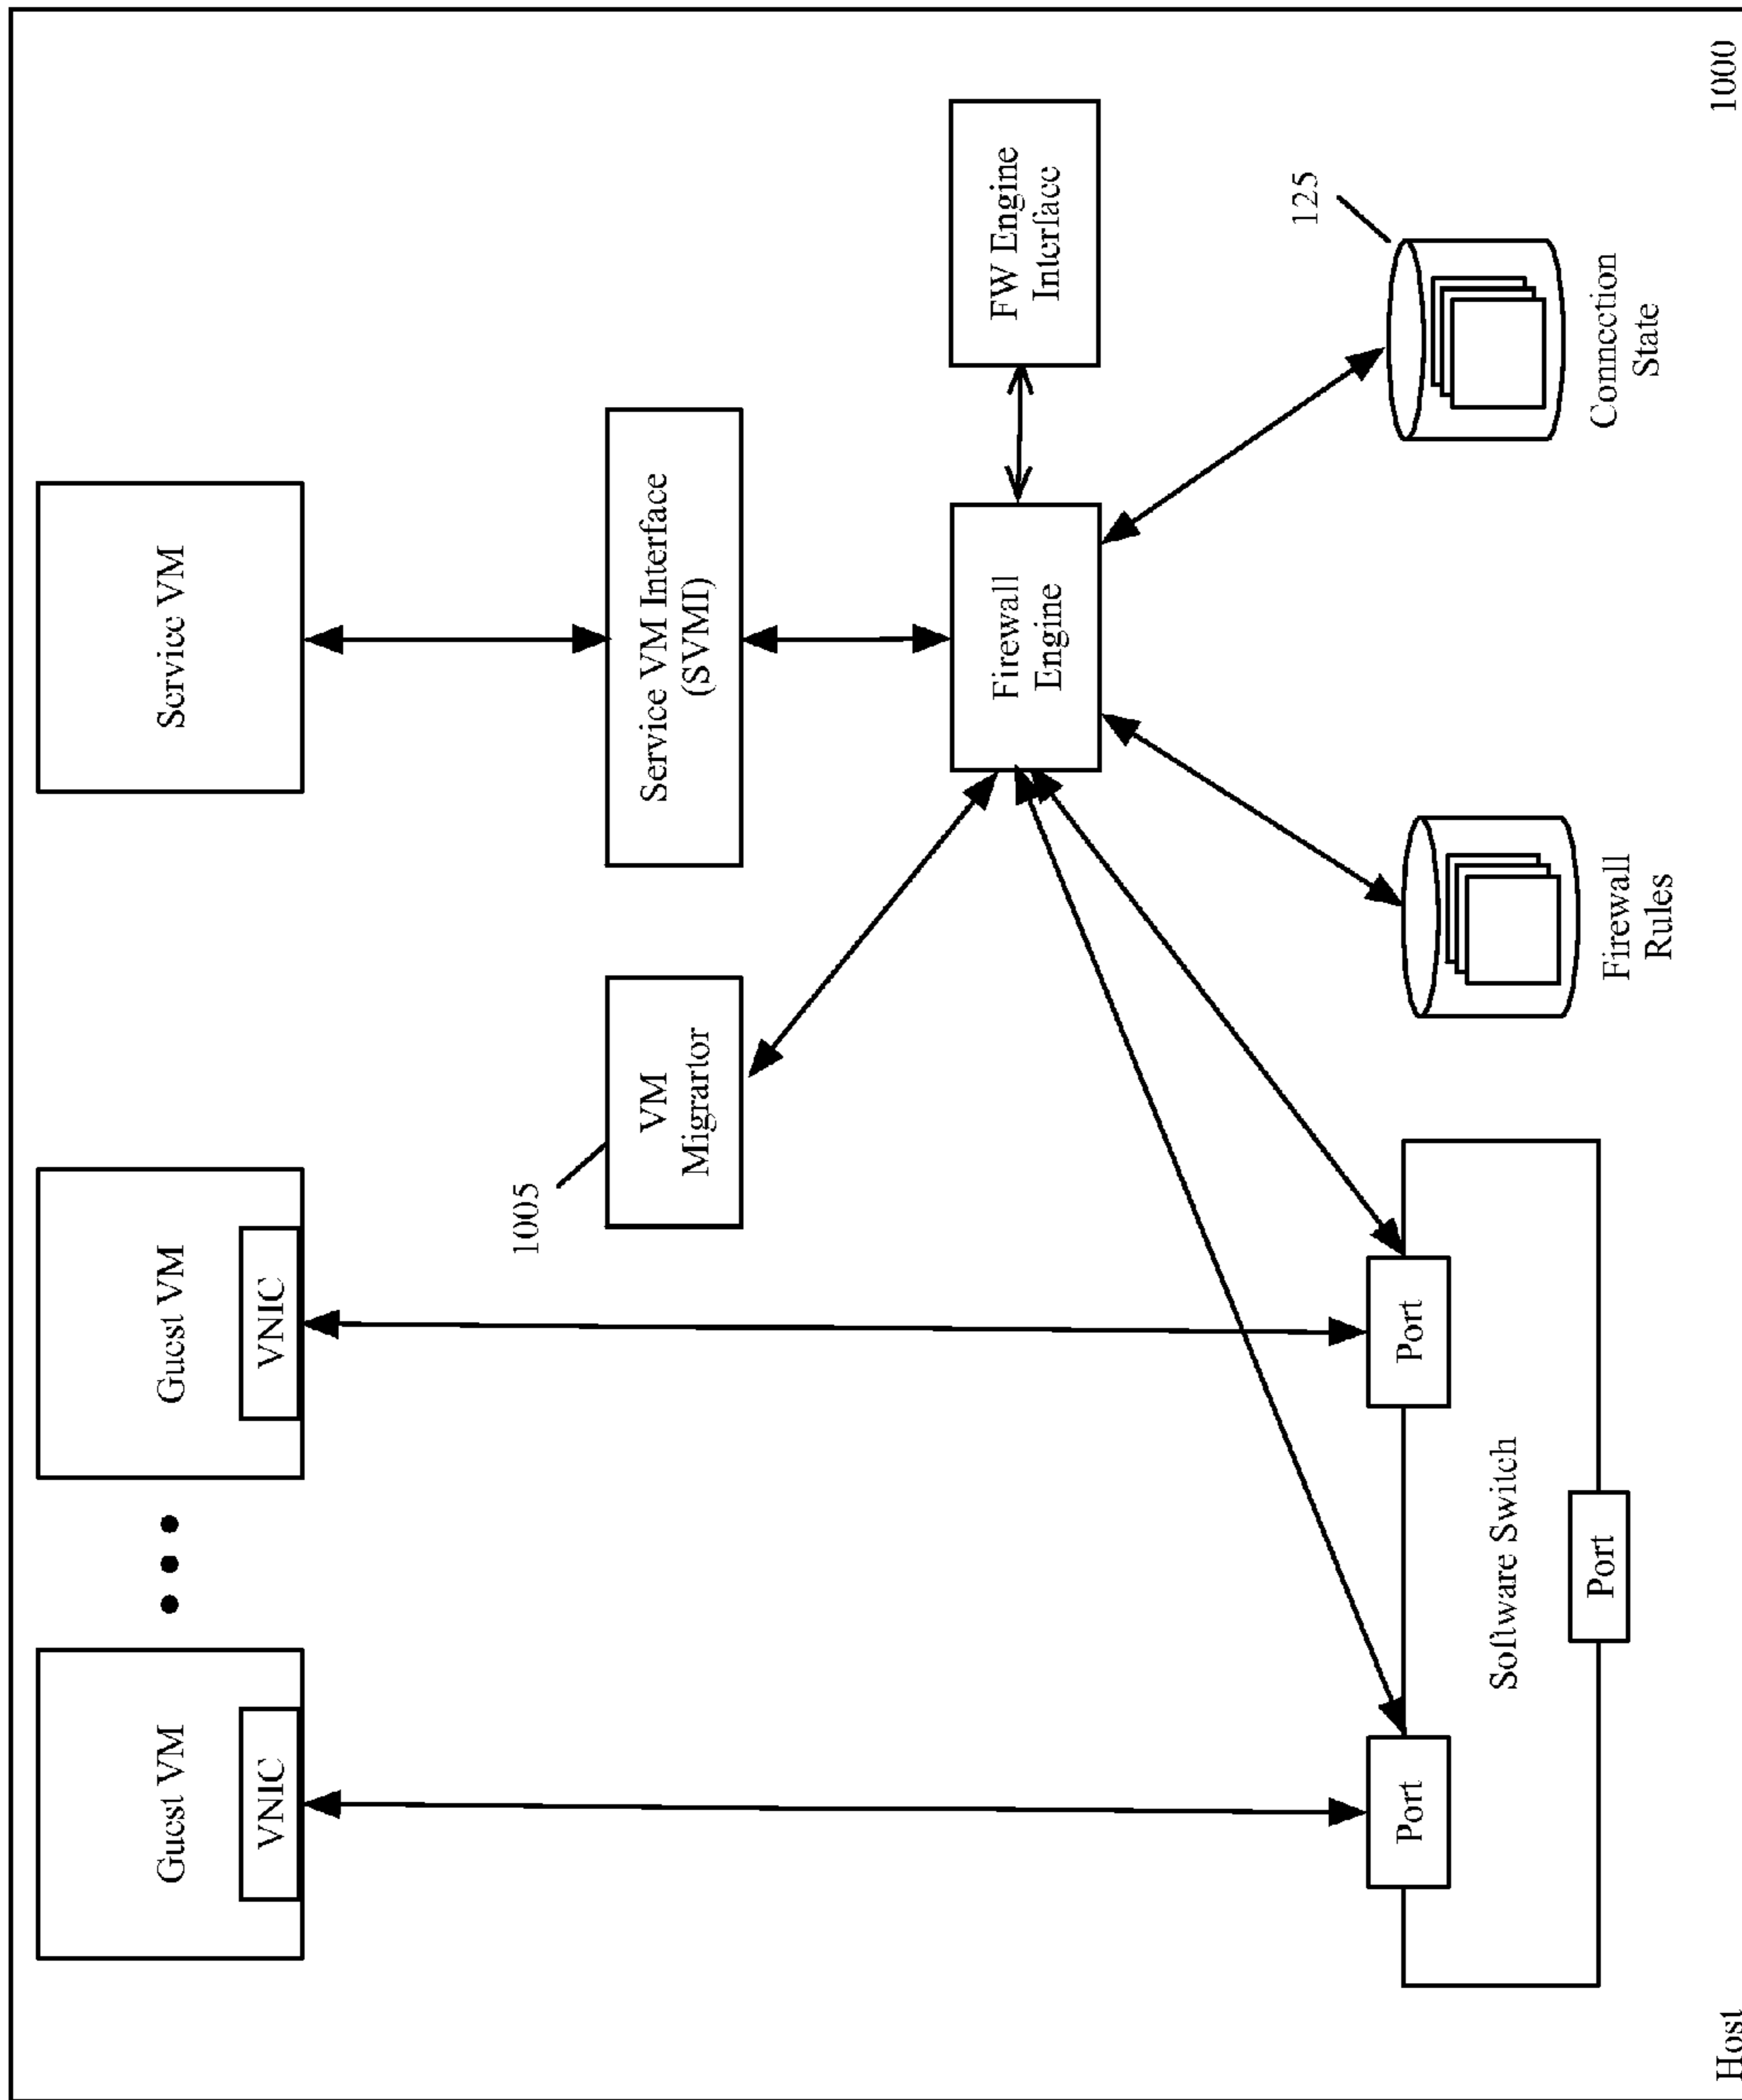 Guest VM
VNIC
Guest VM
VNIC
Service VM
1005
VM
Migrartor
Service VM Interface
(SVMI)
Firewall
Engine
FW Engine
Interface
125
Port
Port
Software Switch
Port
Firewall
Rules
Connection
State
Host
1000